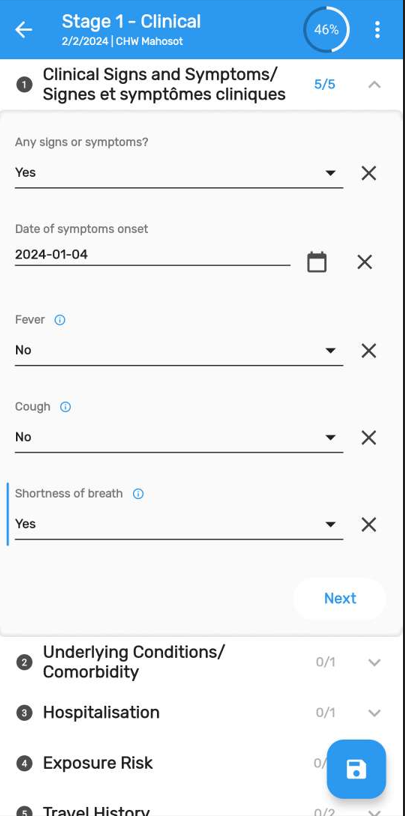 Stage 1 - Clinical
2/2/2024 | CHW Mahosot
46%
1
Clinical Signs and Symptoms/
Signes et symptômes cliniques
5/5
Any signs or symptoms?
Yes
Date of symptoms onset
2024-01-04
Fever
No
Cough
No
Shortness of breath
Yes
Next
2
Underlying Conditions/
Comorbidity
0/1
3
Hospitalisation
0/1
4
Exposure Risk
0/
5
Travel History
0/2